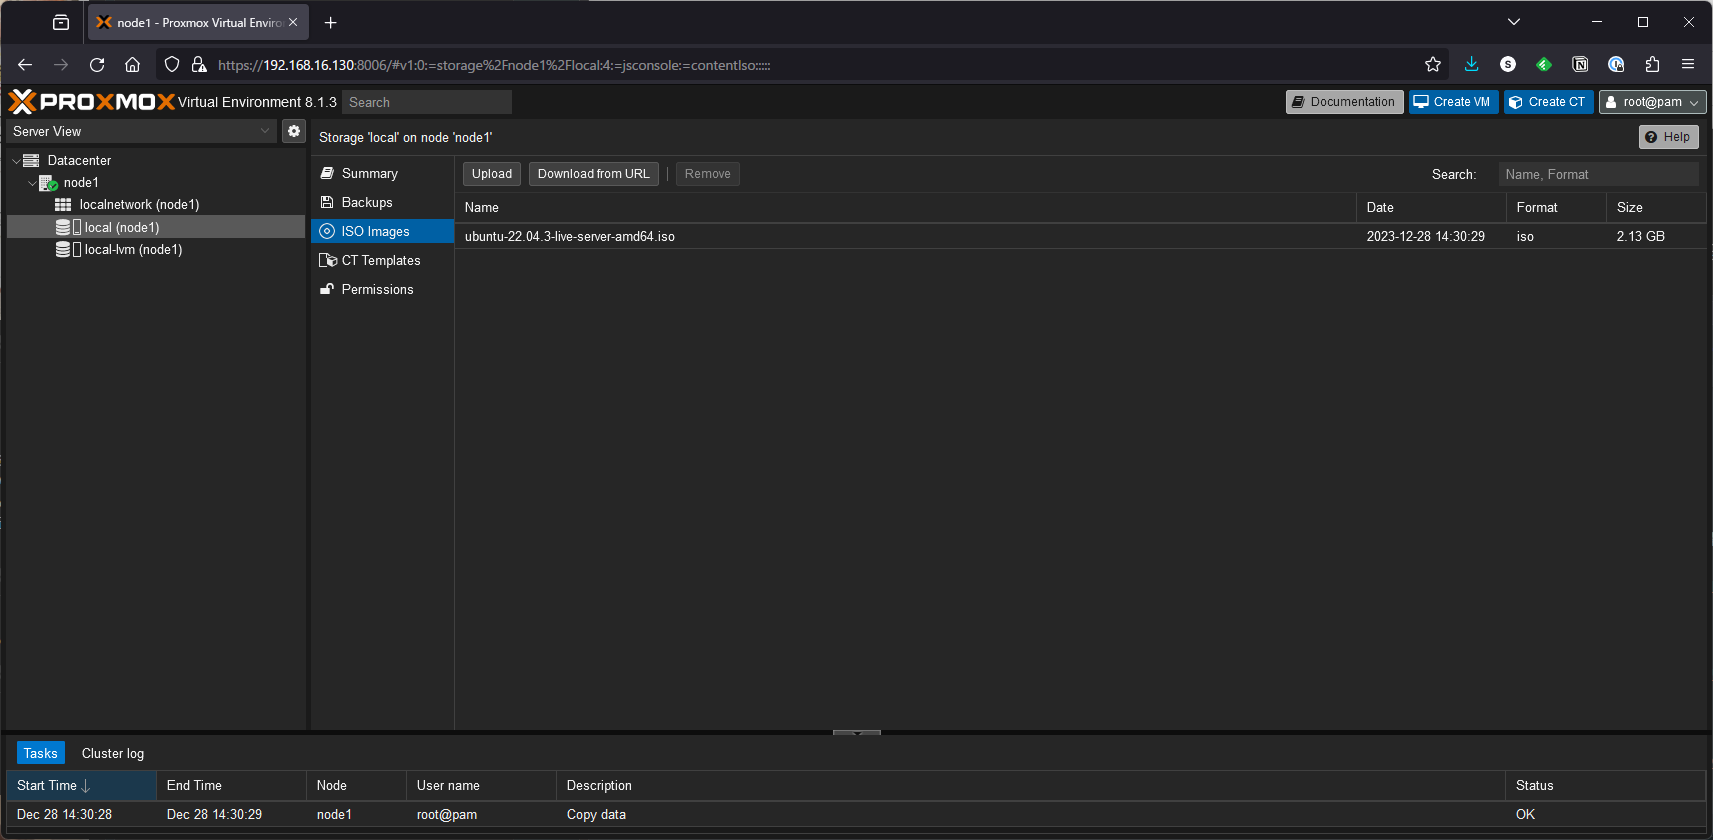 node1 - Proxmox Virtual Enviro
https://192.168.16.130:8006/#v1:0:=storage%2Fnode1%2Flocal:4:=jsconsole:=contentIso:::::
S
PROXMOX Virtual Environment 8.1.3 Search Documentation Create VM Create CT root@pam
Server View
Storage 'local' on node 'node1' Help
Datacenter
node1
localnetwork (node1)
local (node1)
local-lvm (node1)
Summary
Backups
ISO Images
CT Templates
Permissions
Upload Download from URL Remove Search: Name, Format
Name Date Format Size
ubuntu-22.04.3-live-server-amd64.iso 2023-12-28 14:30:29 iso 2.13 GB
Tasks Cluster log
Start Time End Time Node User name Description Status
Dec 28 14:30:28 Dec 28 14:30:29 node1 root@pam Copy data OK